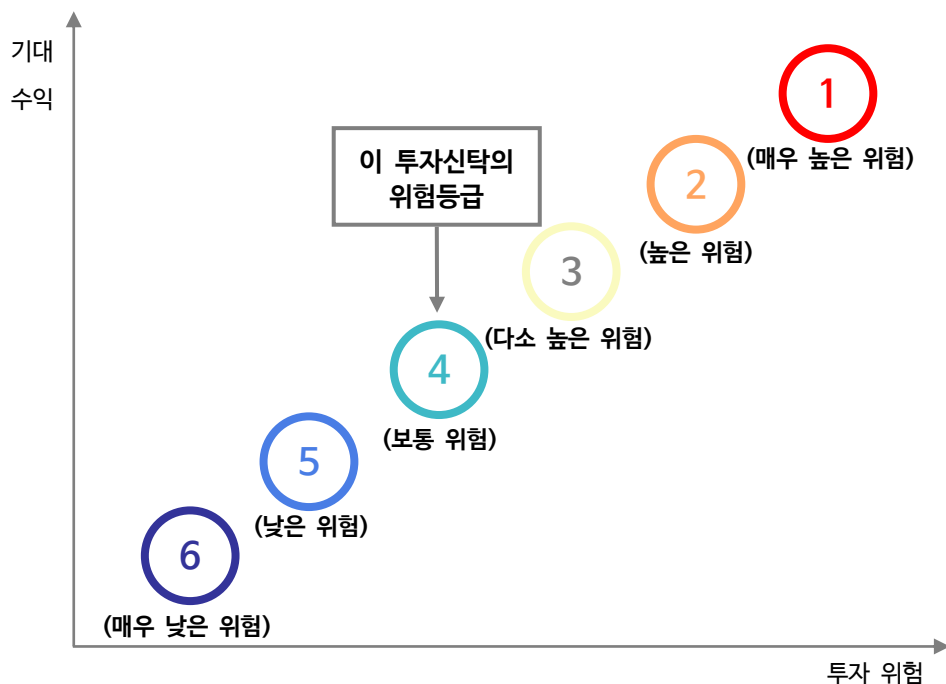 기대
수익
1
(매우 높은 위험)
이 투자신탁의
위험등급
2
(높은 위험)
3
(다소 높은 위험)
4
(보통 위험)
5
(낮은 위험)
6
(매우 낮은 위험)
투자 위험